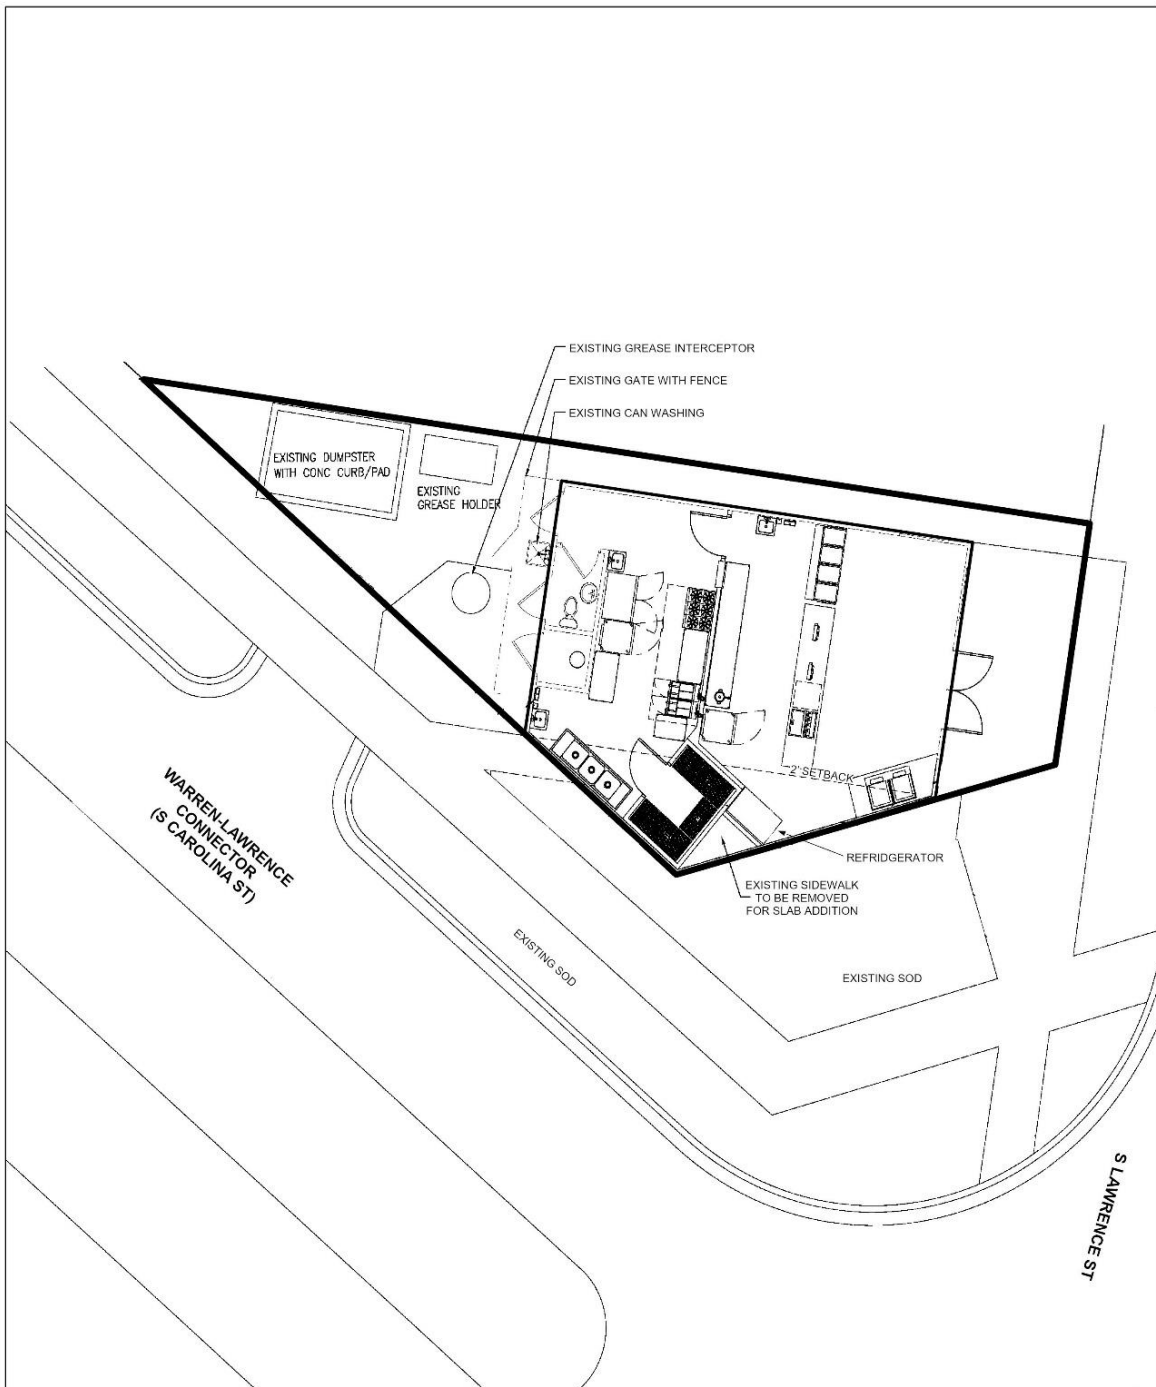 EXISTING GREASE INTERCEPTOR
EXISTING GATE WITH FENCE
EXISTING CAN WASHING
EXISTING DUMPSTER
WITH CONC CURB/PAD
EXISTING
GREASE HOLDER
2' SETBACK
REFRIDGERATOR
EXISTING SIDEWALK
TO BE REMOVED
FOR SLAB ADDITION
WARREN-LAWRENCE
CONNECTOR
(S CAROLINA ST)
EXISTING SOD
EXISTING SOD
S LAWRENCE ST